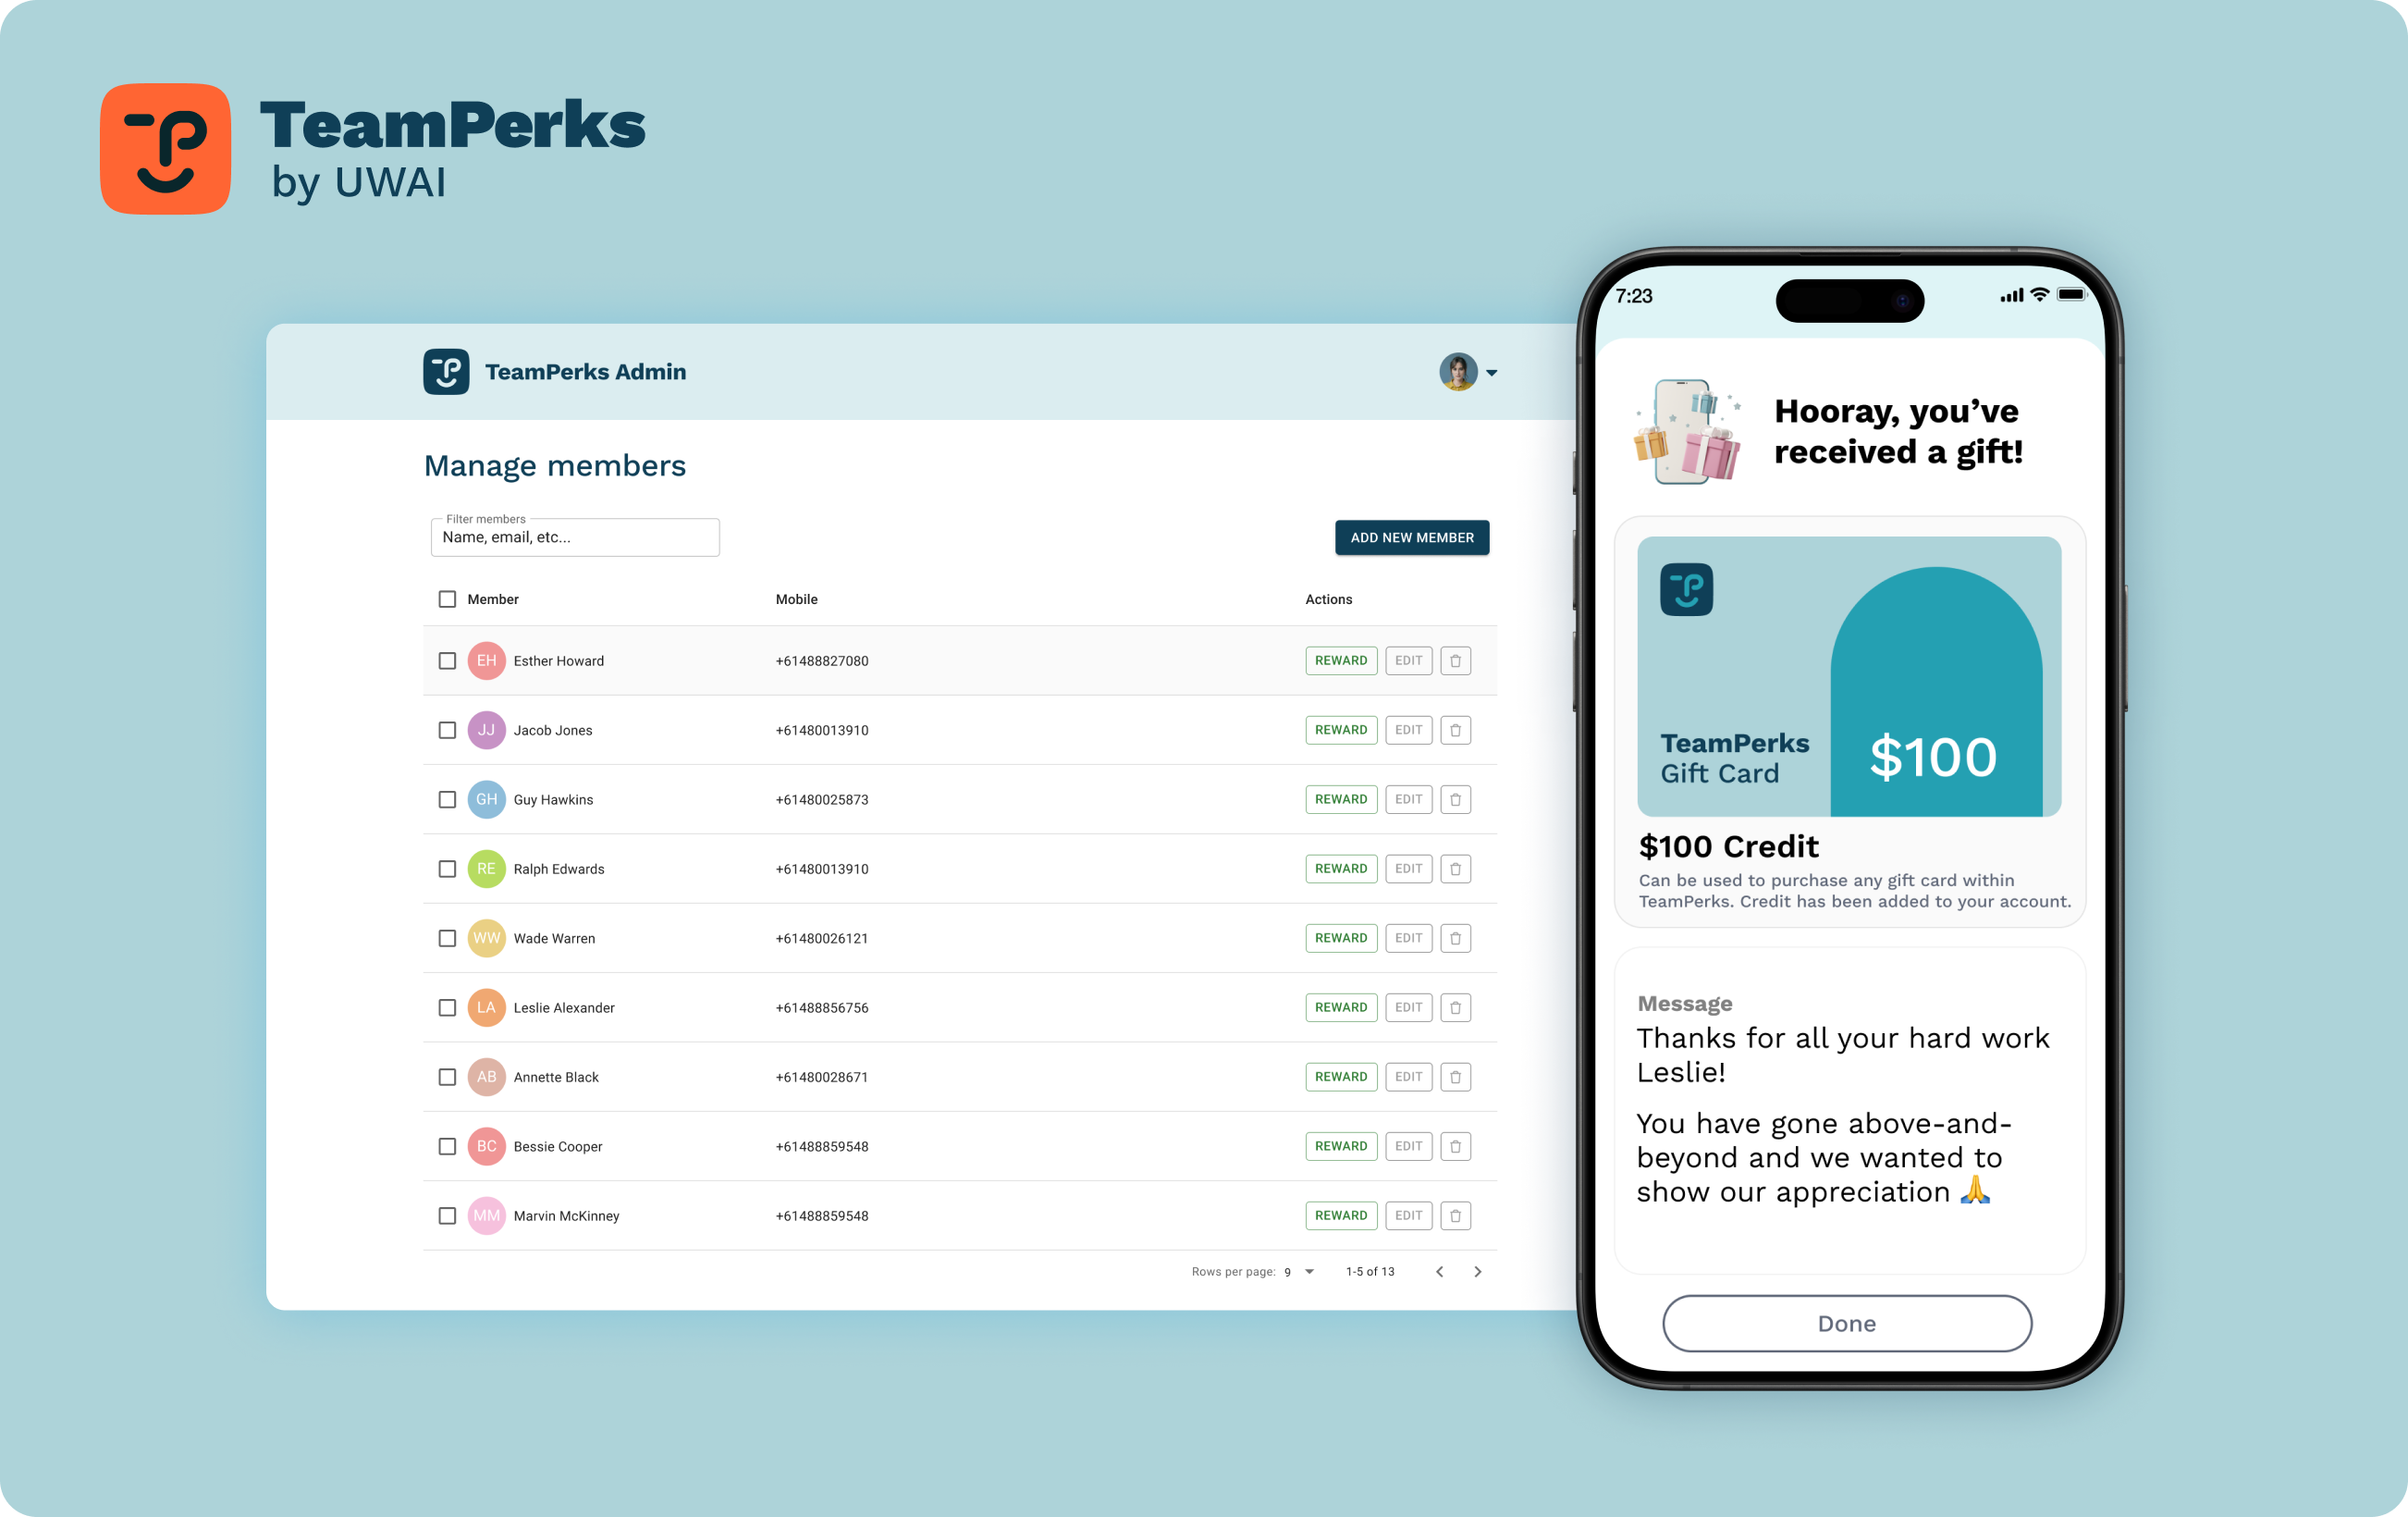 TeamPerks
by UWAI
TeamPerks Admin
Manage members
Filter members
Name, email, etc...
ADD NEW MEMBER
Member Mobile Actions
EH Esther Howard +61488827080 REWARD EDIT
JJ Jacob Jones +61480013910 REWARD EDIT
GH Guy Hawkins +61480025873 REWARD EDIT
RE Ralph Edwards +61480013910 REWARD EDIT
WW Wade Warren +61480026121 REWARD EDIT
LA Leslie Alexander +61488856756 REWARD EDIT
AB Annette Black +61480028671 REWARD EDIT
BC Bessie Cooper +61488859548 REWARD EDIT
MM Marvin McKinney +61488859548 REWARD EDIT
Rows per page: 9 1-5 of 13
7:23
Hooray, you’ve
received a gift!
TeamPerks
Gift Card
$100
$100 Credit
Can be used to purchase any gift card within
TeamPerks. Credit has been added to your account.
Message
Thanks for all your hard work
Leslie!
You have gone above-and-
beyond and we wanted to
show our appreciation 🙏
Done